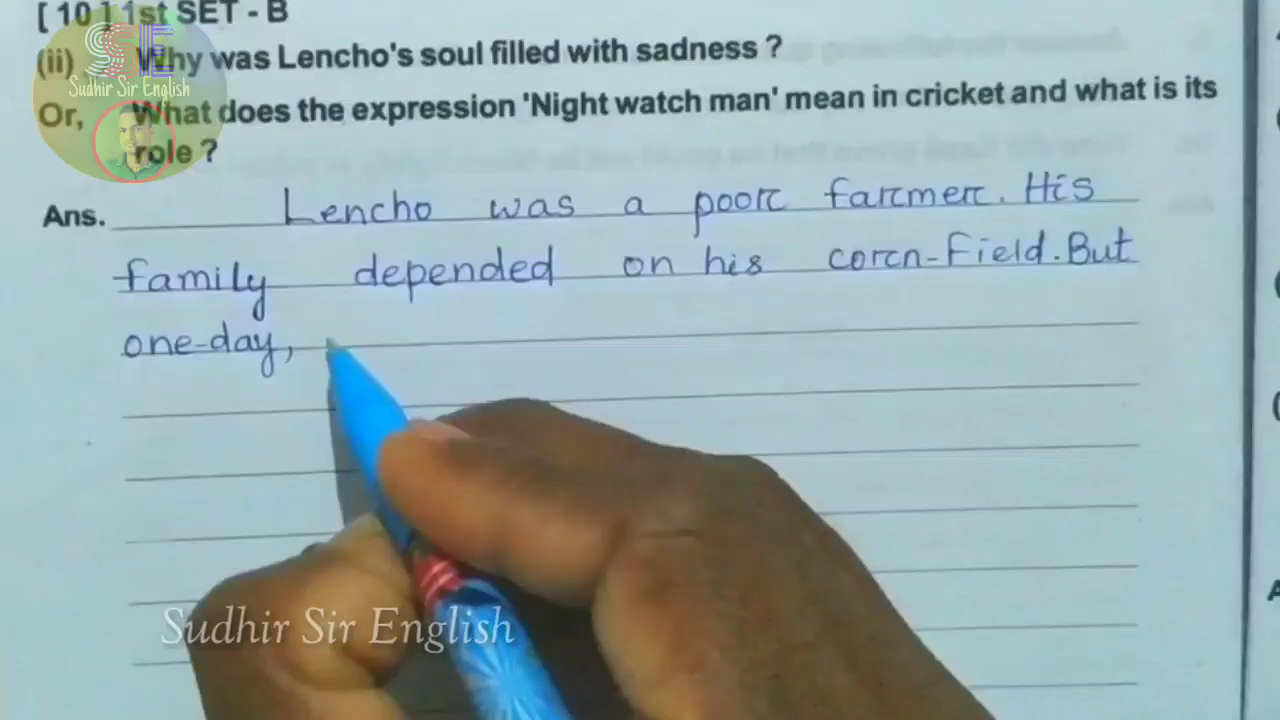 [ 10 ] 1st SET - B
(ii) Why was Lencho's soul filled with sadness ?
Or, What does the expression 'Night watch man' mean in cricket and what is its
role ?
Ans. Lencho was a poor farmer. His
family depended on his corn-field. But
one-day,
SE
Sudhir Sir English
Sudhir Sir English